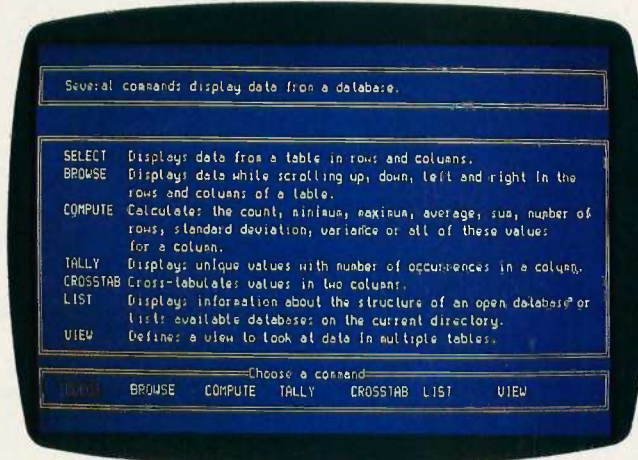 Several commands display data from a database.
SELECT Displays data from a table in rows and columns.
BROWSE Displays data while scrolling up, down, left and right in the
rows and columns of a table.
COMPUTE Calculates the count, minimum, maximum, average, sum, number of
rows, standard deviation, variance or all of these values
for a column.
TALLY Displays unique values with number of occurrences in a column.
CROSSTAB Cross-tabulates values in two columns.
LIST Displays information about the structure of an open database or
lists available databases on the current directory.
VIEW Defines a view to look at data in multiple tables.
Choose a command
SELECT BROWSE COMPUTE TALLY CROSSTAB LIST VIEW